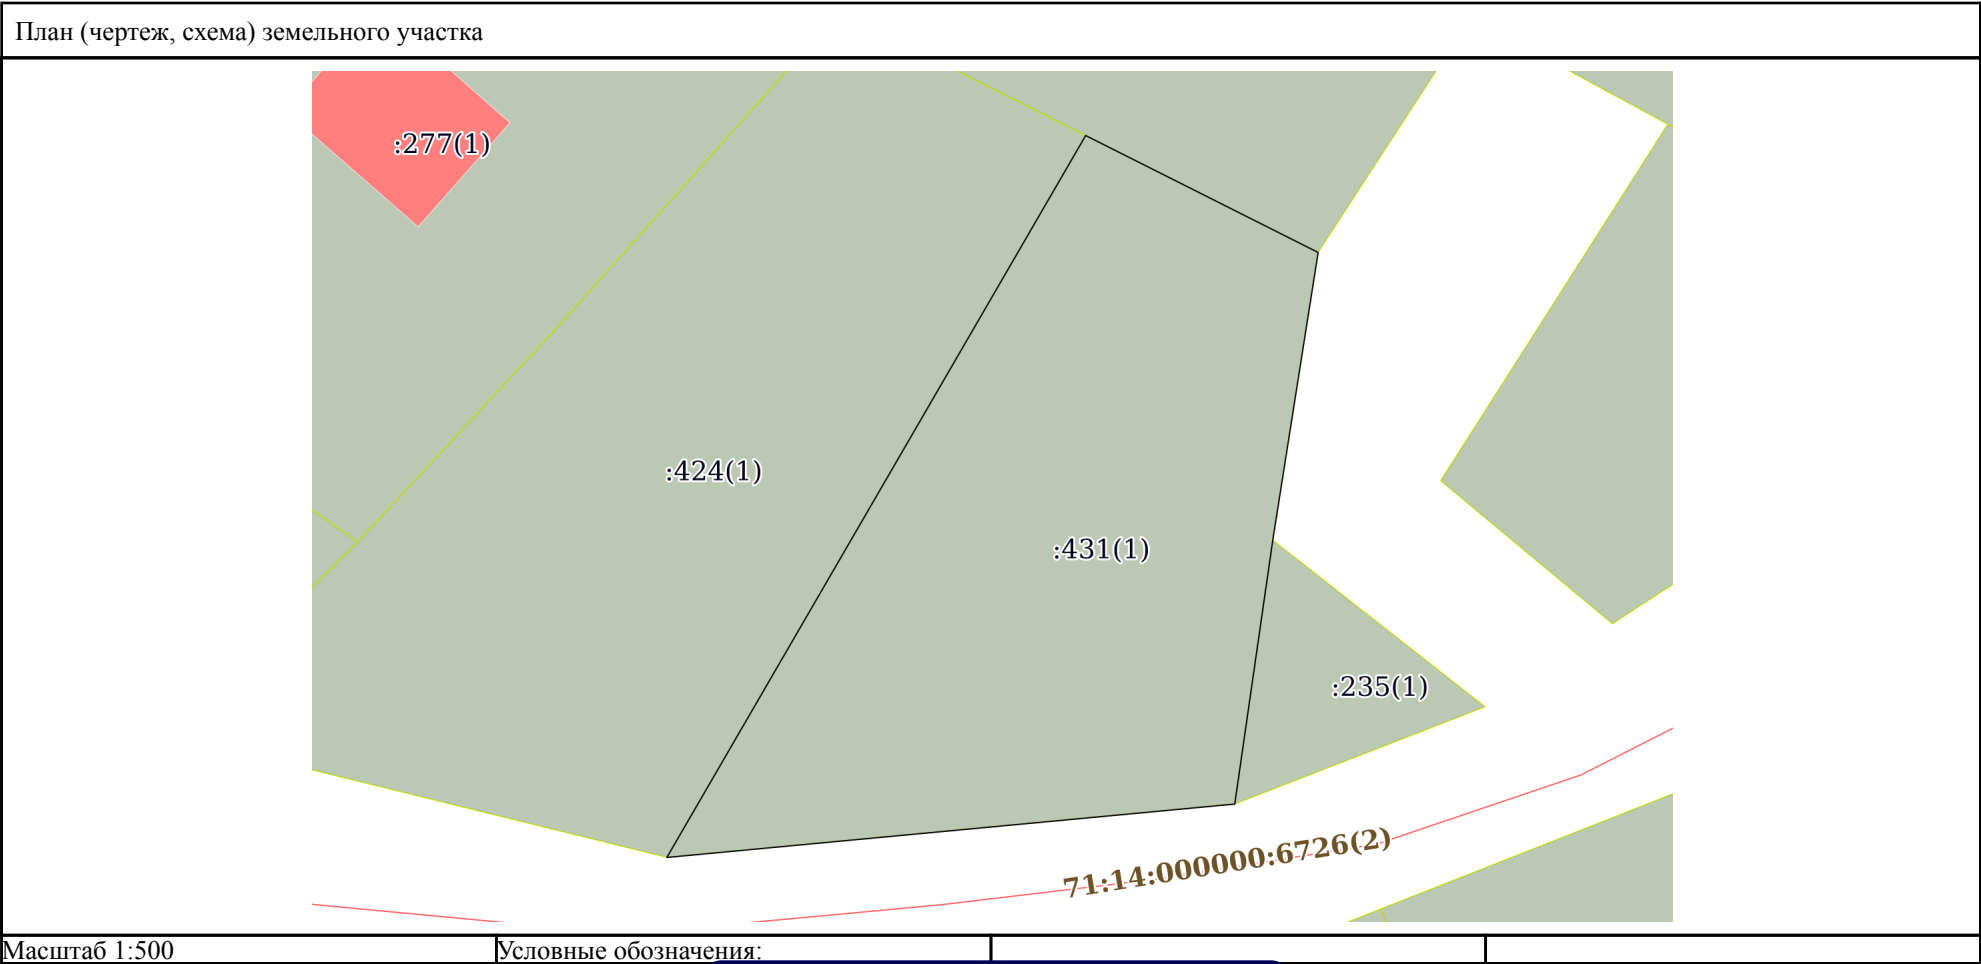 План (чертеж, схема) земельного участка
:277(1)
:424(1)
:431(1)
:235(1)
71:14:000000:6726(2)
Масштаб 1:500
Условные обозначения: